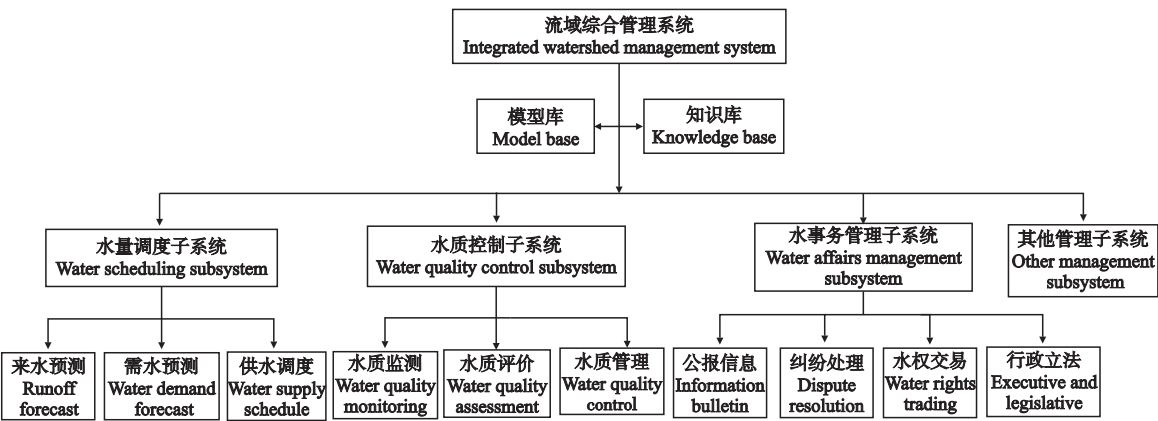 流域综合管理系统
Integrated watershed management system
模型库
Model base
知识库
Knowledge base
水量调度子系统
Water scheduling subsystem
水质控制子系统
Water quality control subsystem
水事务管理子系统
Water affairs management
subsystem
其他管理子系统
Other management
subsystem
来水预测
Runoff
forecast
需水预测
Water demand
forecast
供水调度
Water supply
schedule
水质监测
Water quality
monitoring
水质评价
Water quality
assessment
水质管理
Water quality
control
公报信息
Information
bulletin
纠纷处理
Dispute
resolution
水权交易
Water rights
trading
行政立法
Executive and
legislative